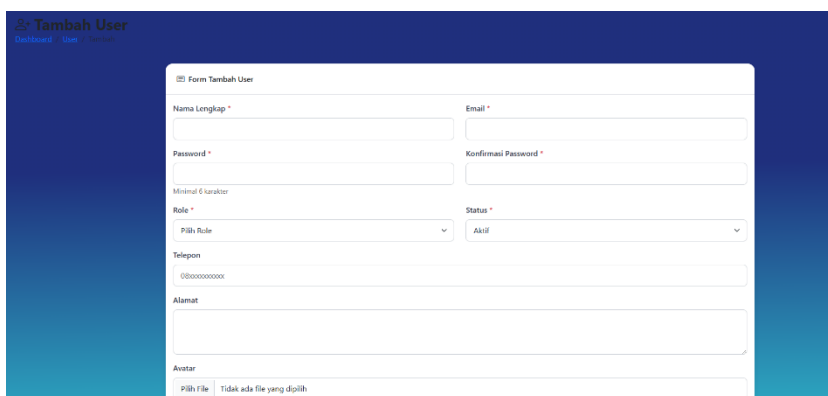 Tambah User
Dashboard / User / Tambah
Form Tambah User
Nama Lengkap *
Email *
Password *
Konfirmasi Password *
Minimal 6 karakter
Role *
Status *
Pilih Role
Aktif
Telepon
08xxxxxxxxxx
Alamat
Avatar
Pilih File Tidak ada file yang dipilih